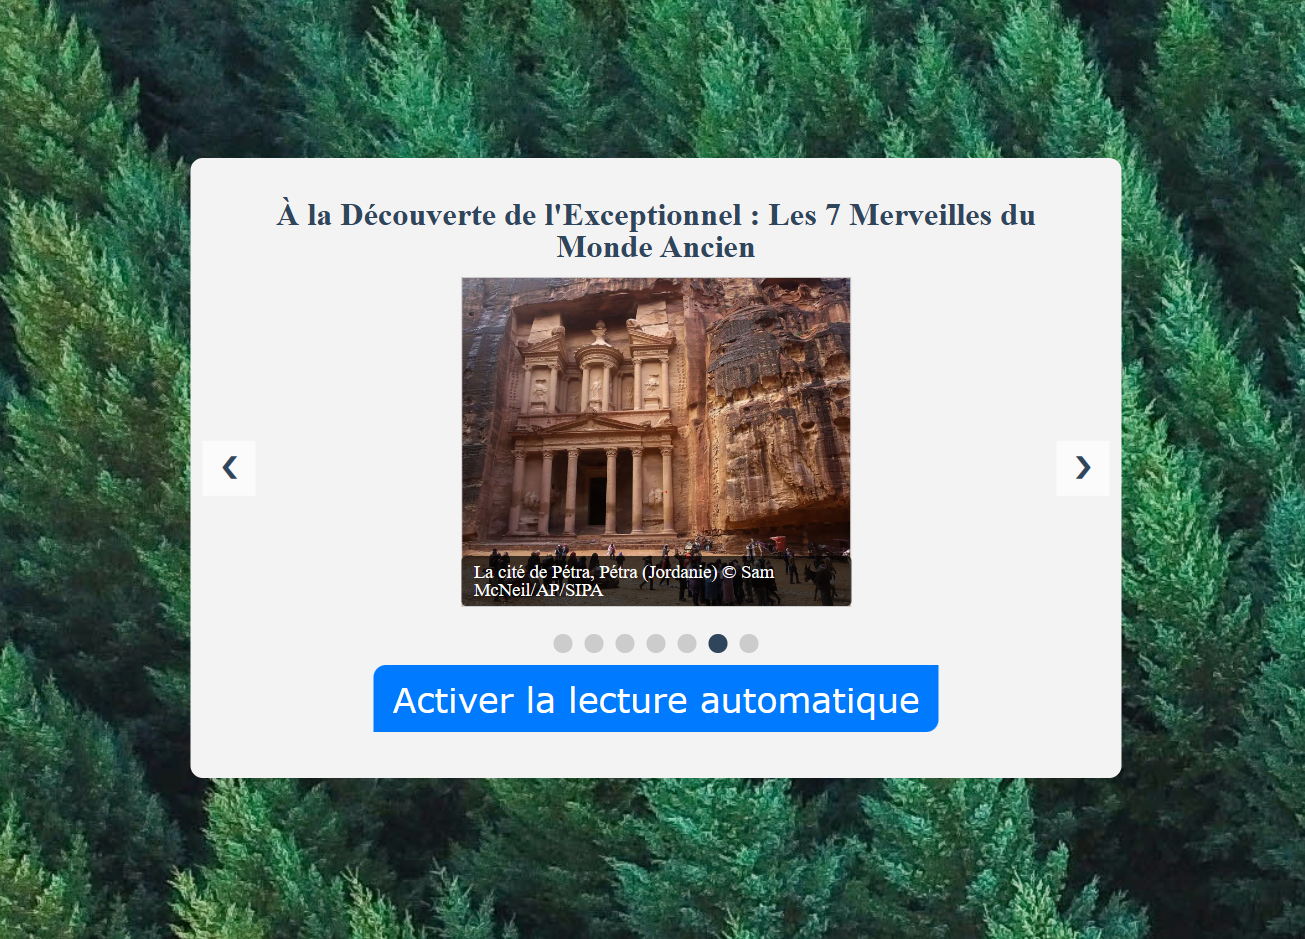 À la Découverte de l'Exceptionnel : Les 7 Merveilles du
Monde Ancien
❮
❯
La cité de Pétra, Pétra (Jordanie) © Sam
McNeil/AP/SIPA
Activer la lecture automatique